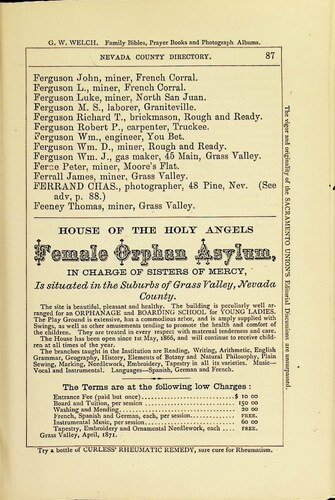 G. W. WELCH. Family Bibles, Prayer Books and Photograph Albums.
NEVADA COUNTY DIRECTORY. 87
Ferguson John, miner, French Corral.
Ferguson L., miner, French Corral.
Ferguson Luke, miner, North San Juan.
Ferguson M. S., laborer, Graniteville.
Ferguson Richard T., brickmason, Rough and Ready.
Ferguson Robert P., carpenter, Truckee.
Ferguson Wm., engineer, You Bet.
Ferguson Wm. D., miner, Rough and Ready.
Ferguson Wm. J., gas maker, 45 Main, Grass Valley.
Peter, miner, Moore's Flat.
Ferrall James, miner, Grass Valley.
FERRAND CHAS., photographer, 48 Pine, Nev. (See
adv, p. 88.)
Feeney Thomas, miner, Grass Valley.
HOUSE OF THE HOLY ANGELS
Female Orphan Asylum,
IN CHARGE OF SISTERS OF MERCY,
Is situated in the Suburbs of Grass Valley, Nevada
County.
The site is beautiful, pleasant and healthy. The building is peculiarly well ar-
ranged for an ORPHANAGE and BOARDING SCHOOL for YOUNG LADIES.
The Play Ground is extensive, has a commodious arbor, and is amply supplied with
Swings, as well as other amusements tending to promote the health and comfort of
the children. They are treated in every respect with maternal tenderness and care.
The House has been open since 1st May, 1866, and will continue to receive child-
ren at all times of the year.
The branches taught in the Institution are Reading, Writing, Arithmetic, English
Grammar, Geography, History, Elements of Botany and Natural Philosophy, Plain
Sewing, Marking, Needlework, Embroidery, Tapestry in all its varieties. Music—
Vocal and Instrumental. Languages—Spanish, German and French.
The Terms are at the following low Charges :
Entrance Fee (paid but once)..........$ 10 00
Board and Tuition, per session.......... 150 00
Washing and Mending.......... 20 00
French, Spanish and German, each, per session.......... FREE.
Instrumental Music, per session.......... 60 00
Tapestry, Embroidery and Ornamental Needlework, each .... FREE.
Grass Valley, April, 1871.
Try a bottle of CURLESS' RHEUMATIC REMEDY, sure cure for Rheumatism.
The vigor and originality of the SACRAMENTO UNION'S Editorial Discussions are unsurpassed.